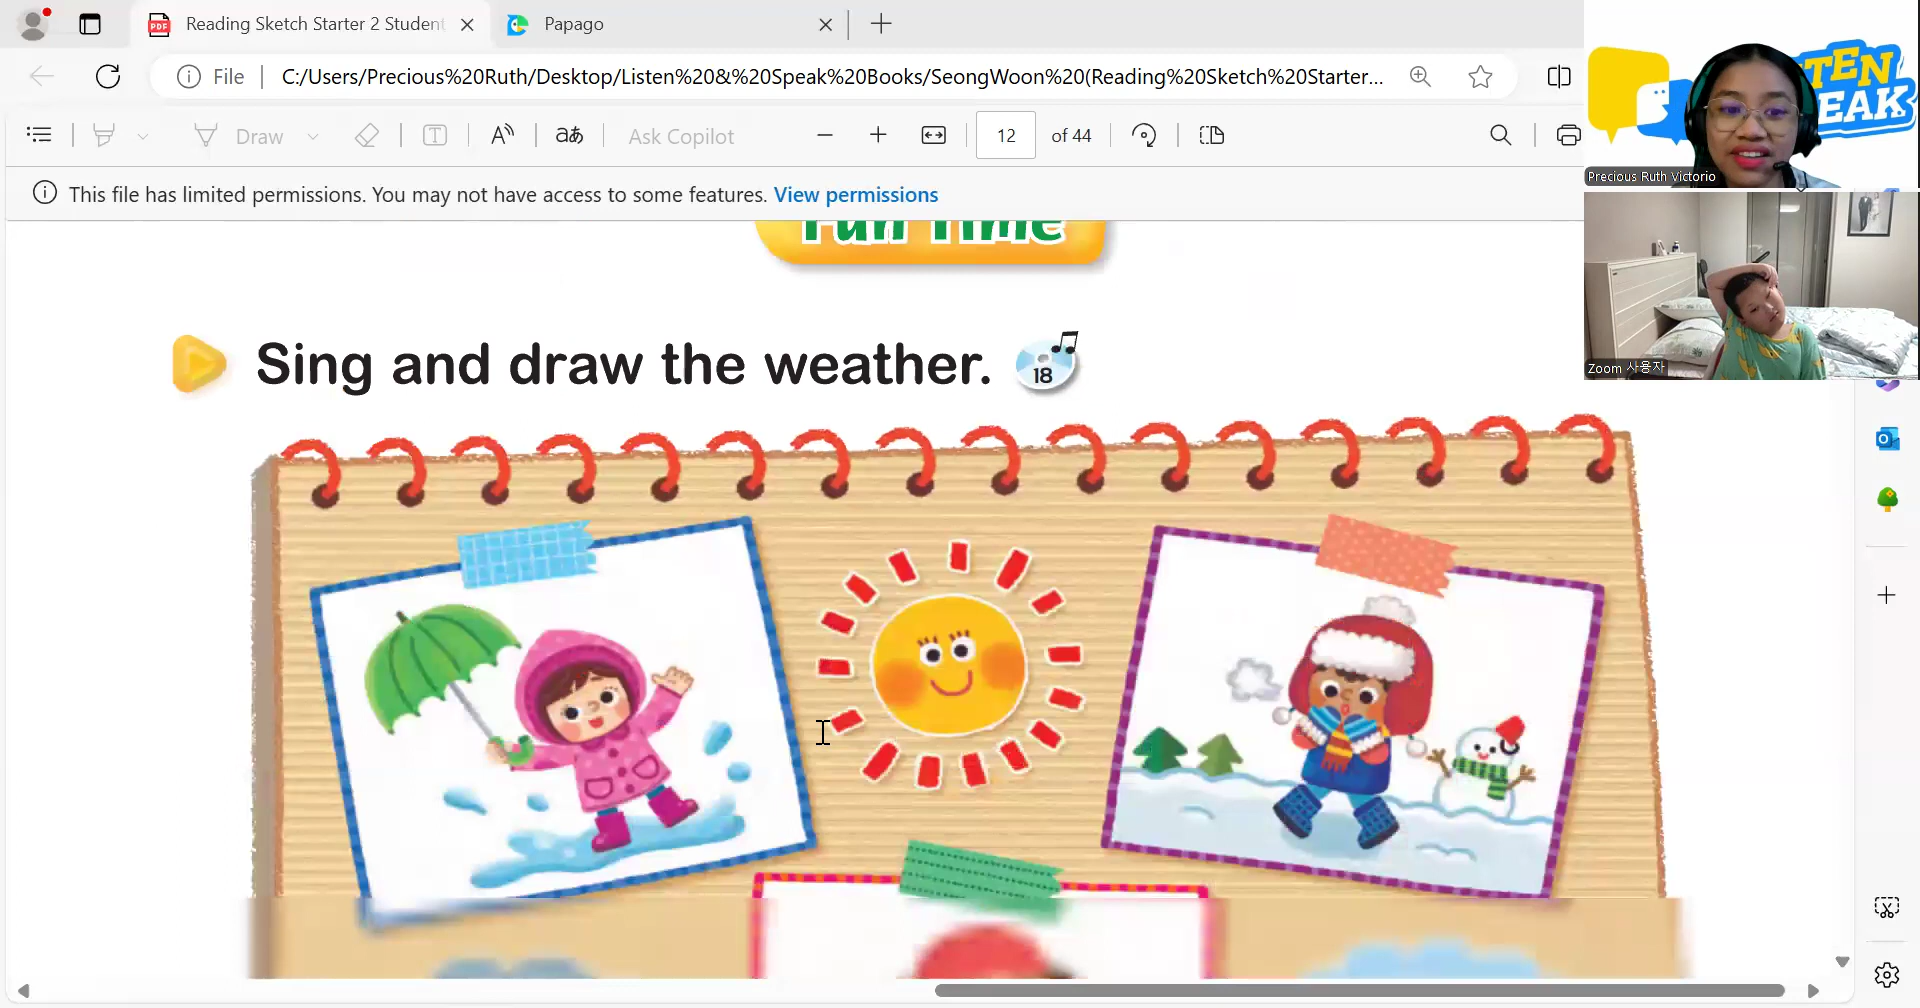 Reading Sketch Starter 2 Student
Papago
File
C:/Users/Precious%20Ruth/Desktop/Listen%20&%20Speak%20Books/SeongWoon%20(Reading%20Sketch%20Starter...
Draw
Ask Copilot
12
of 44
This file has limited permissions. You may not have access to some features. View permissions
Fun Time
Sing and draw the weather.
18
Precious Ruth Victorio
Zoom 사용자